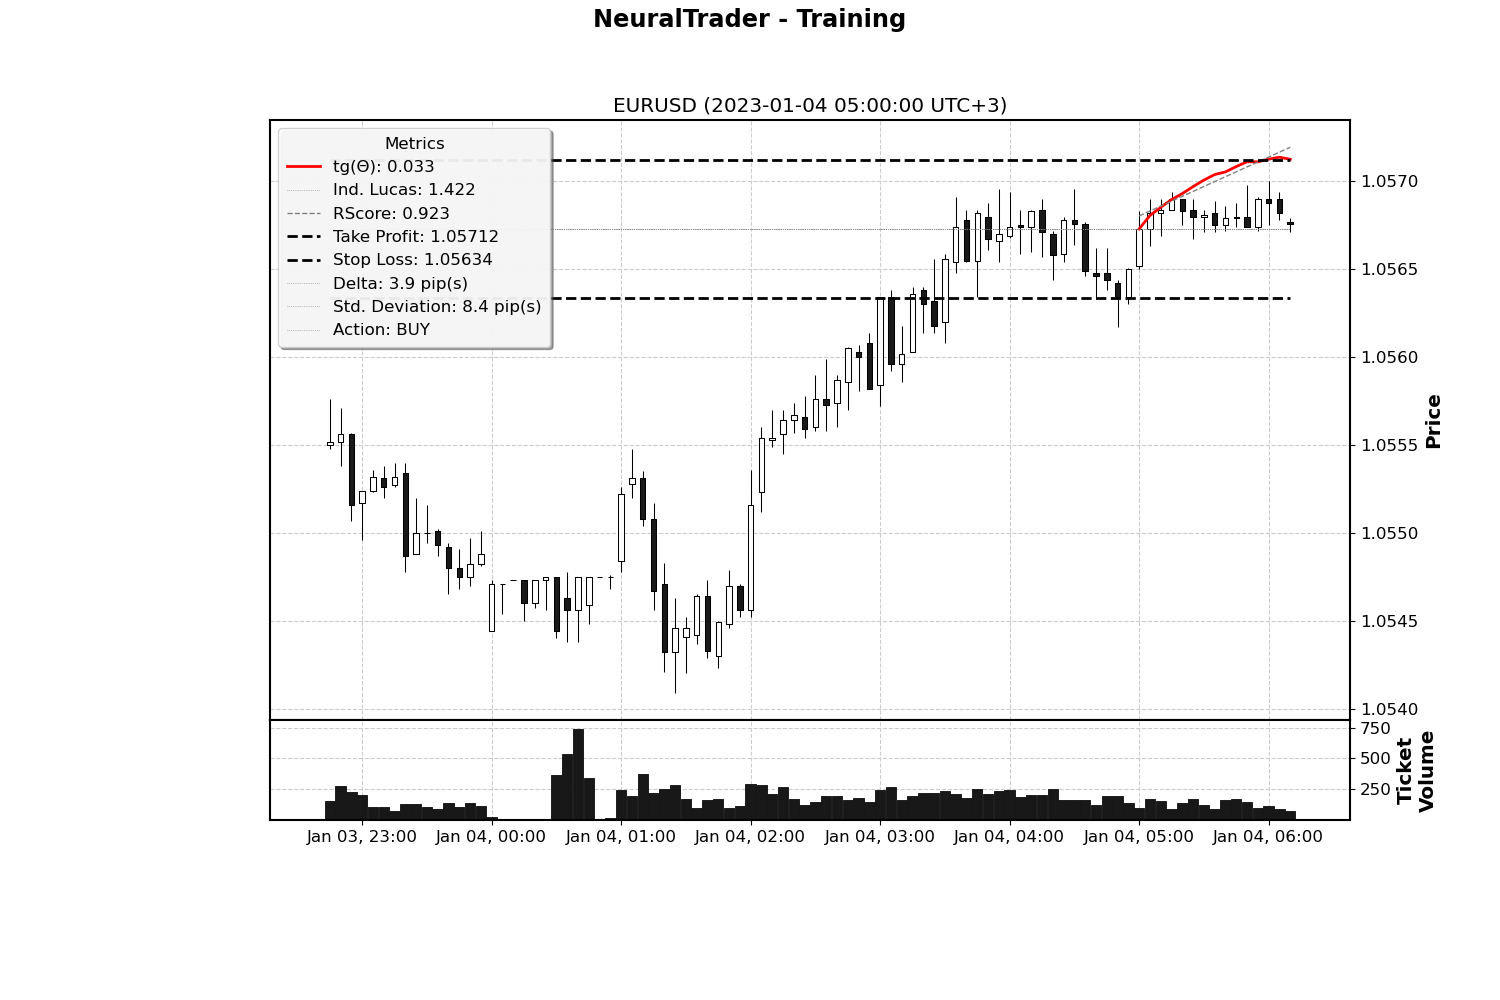 NeuralTrader - Training
EURUSD (2023-01-04 05:00:00 UTC+3)
Metrics
tg(Θ): 0.033
Ind. Lucas: 1.422
RScore: 0.923
Take Profit: 1.05712
Stop Loss: 1.05634
Delta: 3.9 pip(s)
Std. Deviation: 8.4 pip(s)
Action: BUY
1.0570
1.0565
1.0560
1.0555
1.0550
1.0545
1.0540
Price
750
500
250
Ticket
Volume
Jan 03, 23:00
Jan 04, 00:00
Jan 04, 01:00
Jan 04, 02:00
Jan 04, 03:00
Jan 04, 04:00
Jan 04, 05:00
Jan 04, 06:00